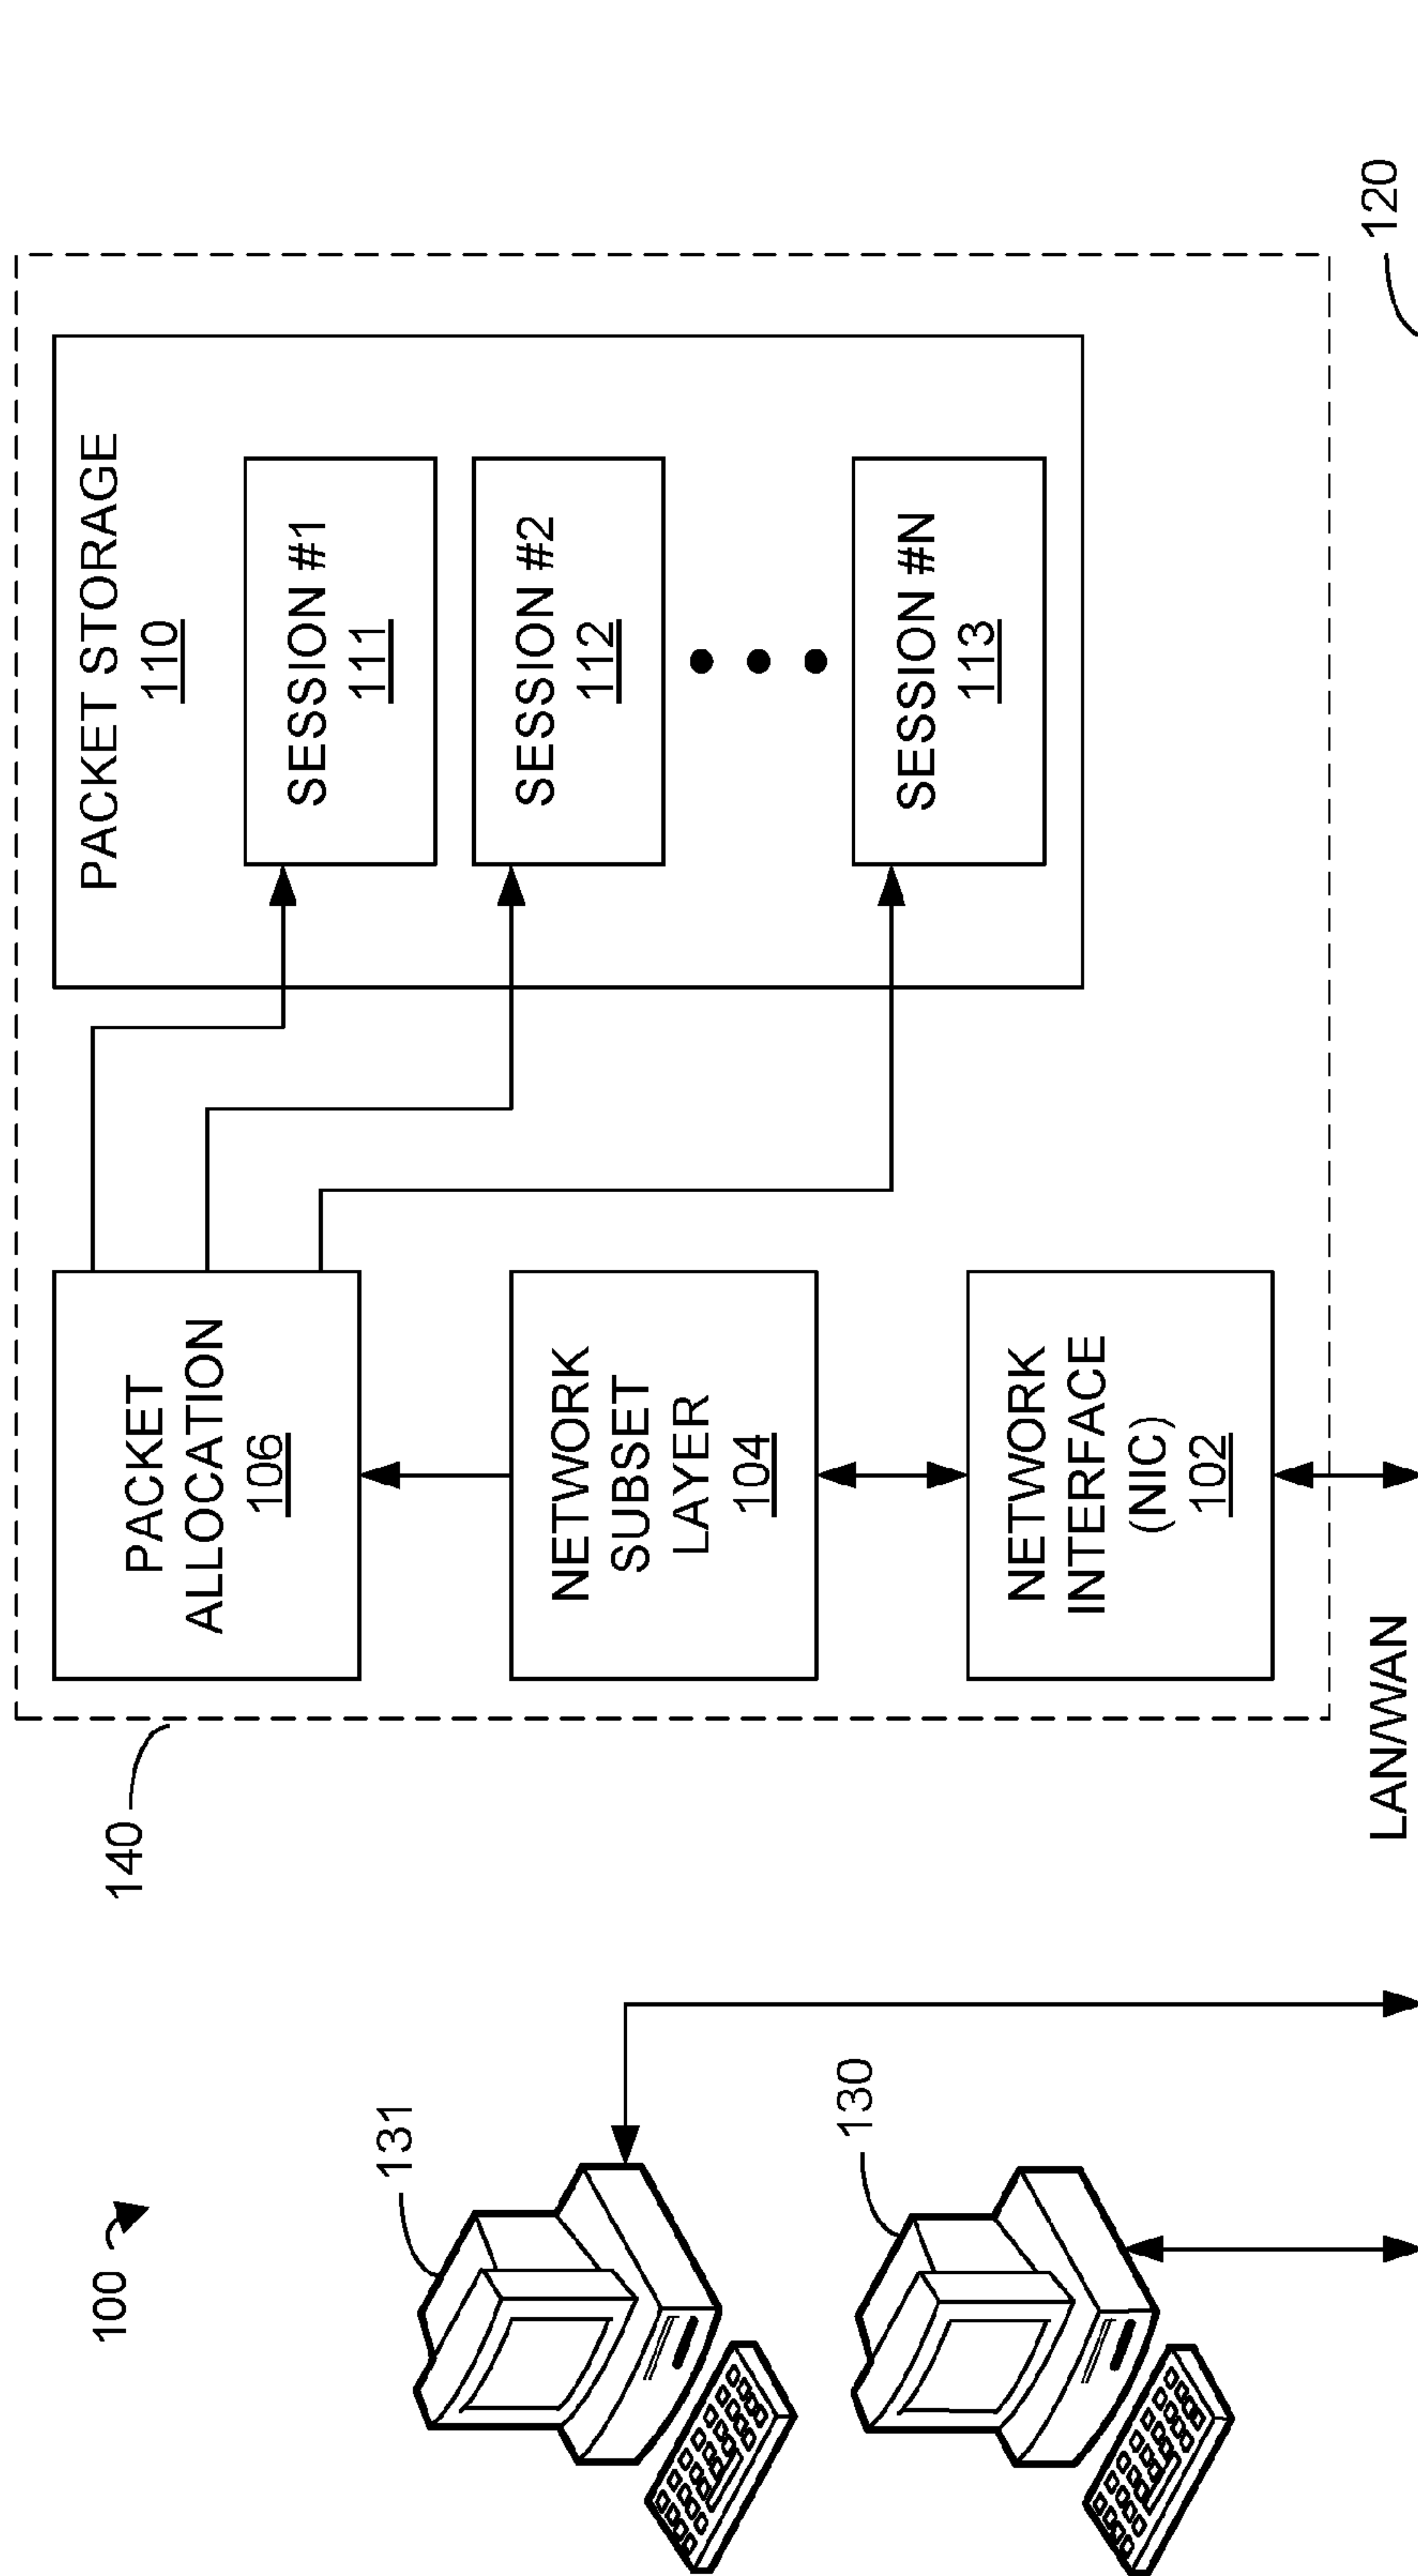 100
131
130
140
PACKET
ALLOCATION
106
NETWORK
SUBSET
LAYER
104
NETWORK
INTERFACE
(NIC)
102
PACKET STORAGE
110
SESSION #1
111
SESSION #2
112
SESSION #N
113
LAN/WAN
120